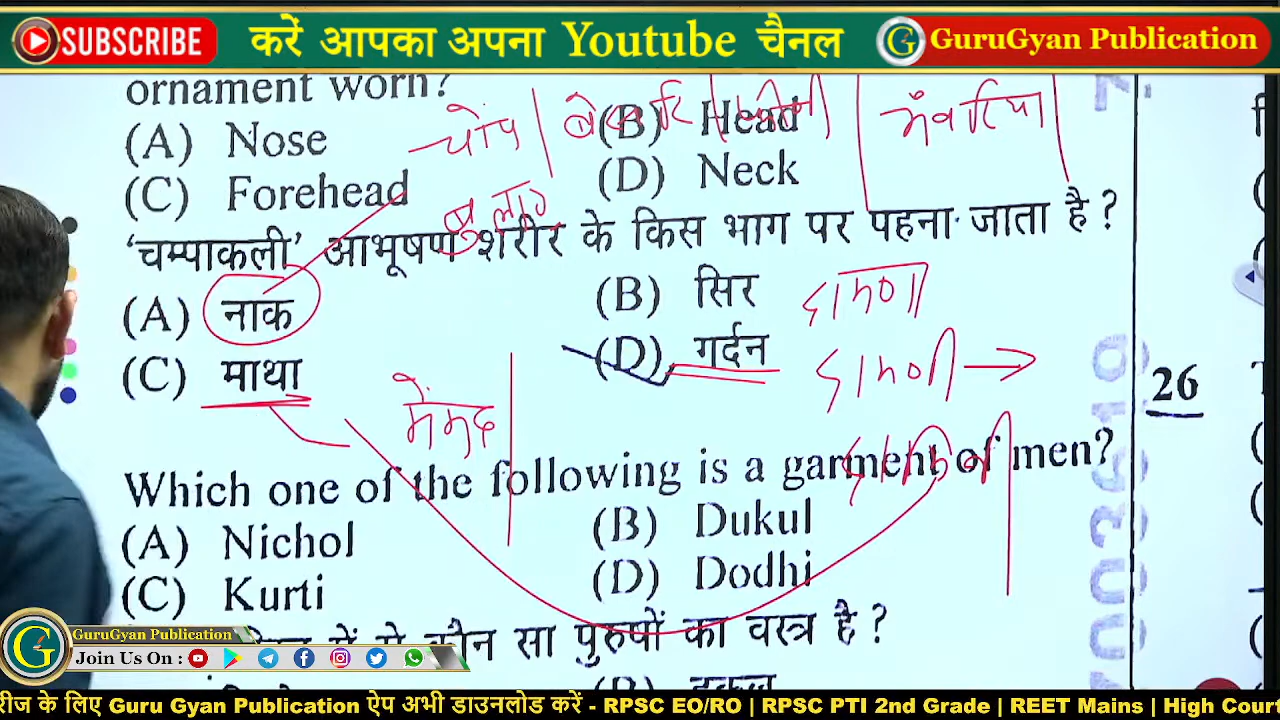 SUBSCRIBE करें आपका अपना Youtube चैनल GuruGyan Publication
ornament worn?
(A) Nose (B) Head
(C) Forehead (D) Neck
चोंप
भंवरिया
बुलाक
'चम्पाकली' आभूषण शरीर के किस भाग पर पहना जाता है ?
(A) नाक (B) सिर
(C) माथा (D) गर्दन
मेंमद
26
Which one of the following is a garment of men?
(A) Nichol (B) Dukul
(C) Kurti (D) Dodhi
में से कौन सा पुरुषों का वस्त्र है ?
GuruGyan Publication
Join Us On :
रीज के लिए Guru Gyan Publication ऐप अभी डाउनलोड करें - RPSC EO/RO | RPSC PTI 2nd Grade | REET Mains | High Cour